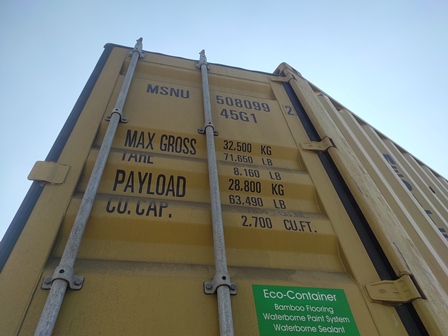 MSNU 508099 2
45G1
MAX GROSS 32.500 KG
TARE 71,650 LB
8.160 LB
PAYLOAD 28.800 KG
CU. CAP. 63.490 LB
2,700 CU.FT.
Eco-Container
Bamboo Flooring
Waterborne Paint System
Waterborne Sealant